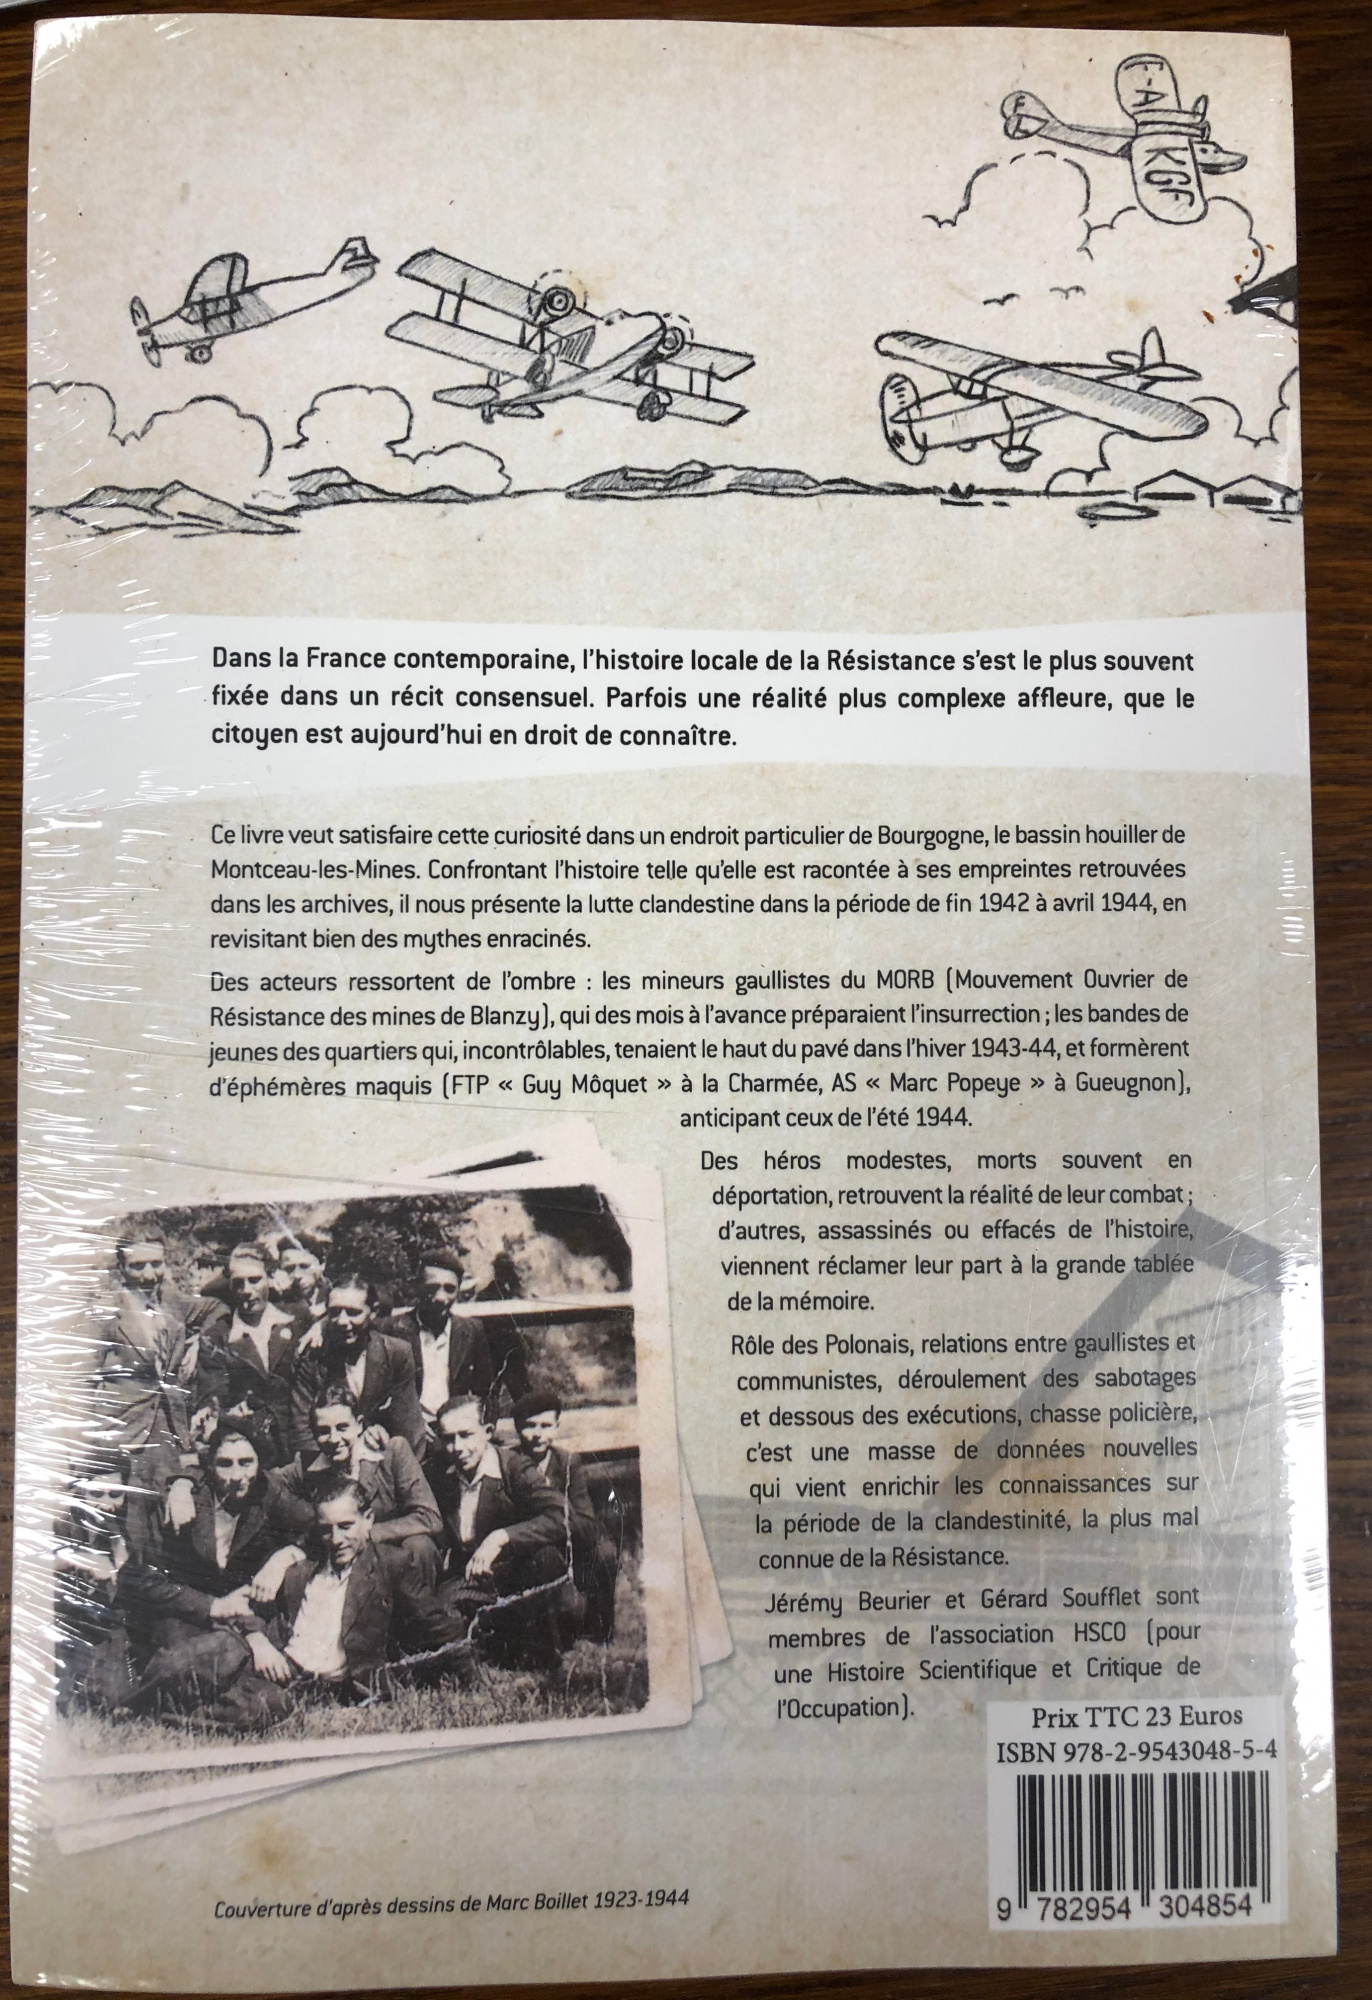 F-A
KGF
Dans la France contemporaine, l'histoire locale de la Résistance s'est le plus souvent
fixée dans un récit consensuel. Parfois une réalité plus complexe affleure, que le
citoyen est aujourd'hui en droit de connaître.
Ce livre veut satisfaire cette curiosité dans un endroit particulier de Bourgogne, le bassin houiller de
Montceau-les-Mines. Confrontant l'histoire telle qu'elle est racontée à ses empreintes retrouvées
dans les archives, il nous présente la lutte clandestine dans la période de fin 1942 à avril 1944, en
revisitant bien des mythes enracinés.
Des acteurs ressortent de l'ombre : les mineurs gaullistes du MORB (Mouvement Ouvrier de
Résistance des mines de Blanzy), qui des mois à l'avance préparaient l'insurrection ; les bandes de
jeunes des quartiers qui, incontrôlables, tenaient le haut du pavé dans l'hiver 1943-44, et formèrent
d'éphémères maquis (FTP « Guy Môquet » à la Charmée, AS « Marc Popeye » à Gueugnon),
anticipant ceux de l'été 1944.
Des héros modestes, morts souvent en
déportation, retrouvent la réalité de leur combat ;
d'autres, assassinés ou effacés de l'histoire,
viennent réclamer leur part à la grande tablée
de la mémoire.
Rôle des Polonais, relations entre gaullistes et
communistes, déroulement des sabotages
et dessous des exécutions, chasse policière,
c'est une masse de données nouvelles
qui vient enrichir les connaissances sur
la période de la clandestinité, la plus mal
connue de la Résistance.
Jérémy Beurier et Gérard Soufflet sont
membres de l'association HSCO (pour
une Histoire Scientifique et Critique de
l'Occupation).
Prix TTC 23 Euros
ISBN 978-2-9543048-5-4
9 782954 304854
Couverture d'après dessins de Marc Boillet 1923-1944